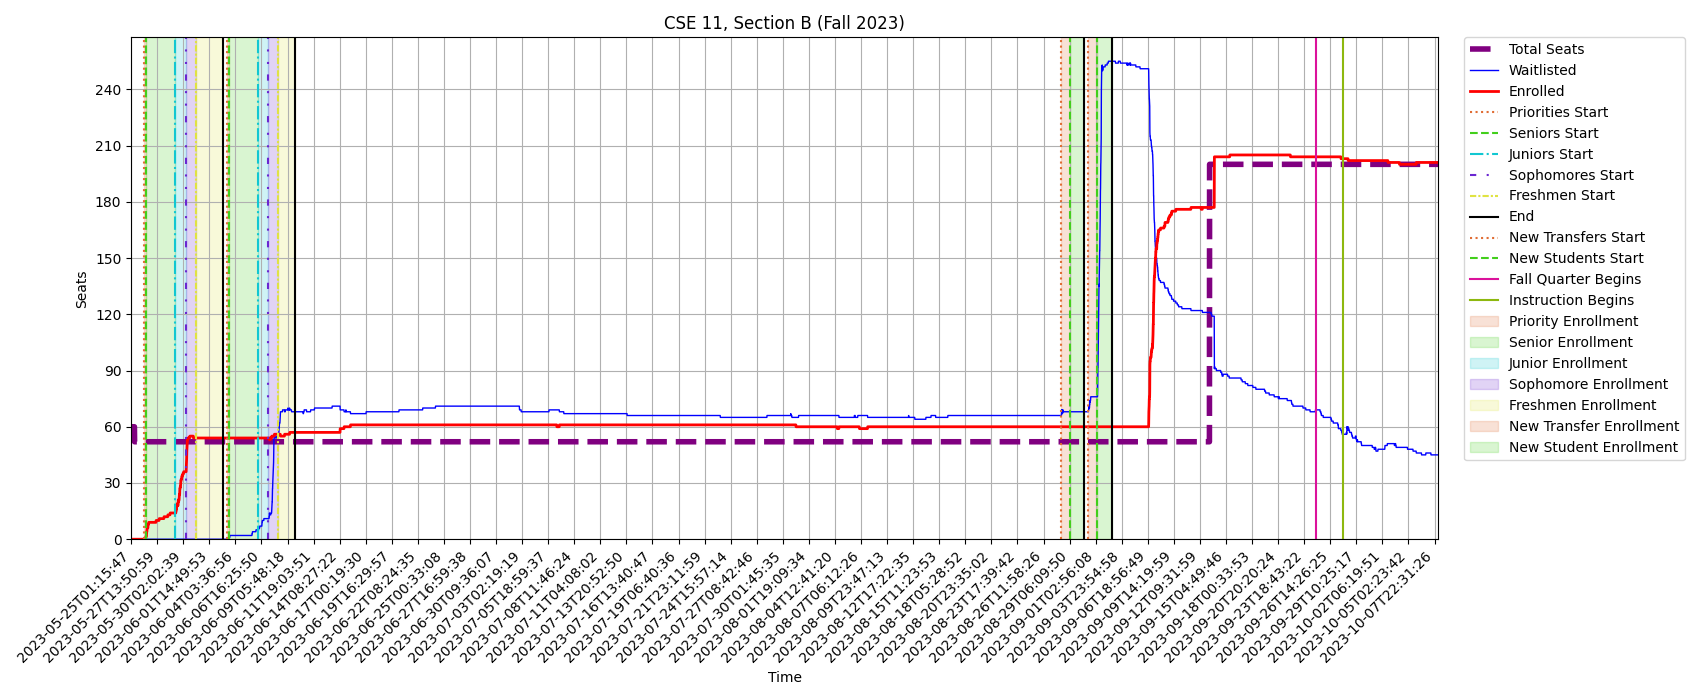 CSE 11, Section B (Fall 2023)
Seats
240
210
180
150
120
90
60
30
0
2023-05-25T01:15:47
2023-05-27T13:50:59
2023-05-30T02:02:39
2023-06-01T14:49:53
2023-06-04T03:36:56
2023-06-06T16:25:50
2023-06-09T05:48:18
2023-06-11T19:03:51
2023-06-14T08:27:22
2023-06-17T00:19:30
2023-06-19T16:29:57
2023-06-22T08:24:35
2023-06-25T00:33:08
2023-06-27T16:59:38
2023-06-30T09:36:07
2023-07-03T02:19:19
2023-07-05T18:59:37
2023-07-08T11:46:24
2023-07-11T04:08:02
2023-07-13T20:52:50
2023-07-16T13:40:47
2023-07-19T06:40:36
2023-07-21T23:11:59
2023-07-24T15:57:14
2023-07-27T08:42:46
2023-07-30T01:45:35
2023-08-01T19:09:34
2023-08-04T12:41:20
2023-08-07T06:12:26
2023-08-09T23:47:13
2023-08-12T17:22:35
2023-08-15T11:23:53
2023-08-18T05:28:52
2023-08-20T23:35:02
2023-08-23T17:39:42
2023-08-26T11:58:26
2023-08-29T06:09:50
2023-09-01T02:56:08
2023-09-03T23:54:58
2023-09-06T18:56:49
2023-09-09T14:19:59
2023-09-12T09:31:59
2023-09-15T04:49:46
2023-09-18T00:33:53
2023-09-20T20:20:24
2023-09-23T18:43:22
2023-09-26T14:26:25
2023-09-29T10:25:17
2023-10-02T06:19:51
2023-10-05T02:23:42
2023-10-07T22:31:26
Time
Total Seats
Waitlisted
Enrolled
Priorities Start
Seniors Start
Juniors Start
Sophomores Start
Freshmen Start
End
New Transfers Start
New Students Start
Fall Quarter Begins
Instruction Begins
Priority Enrollment
Senior Enrollment
Junior Enrollment
Sophomore Enrollment
Freshmen Enrollment
New Transfer Enrollment
New Student Enrollment